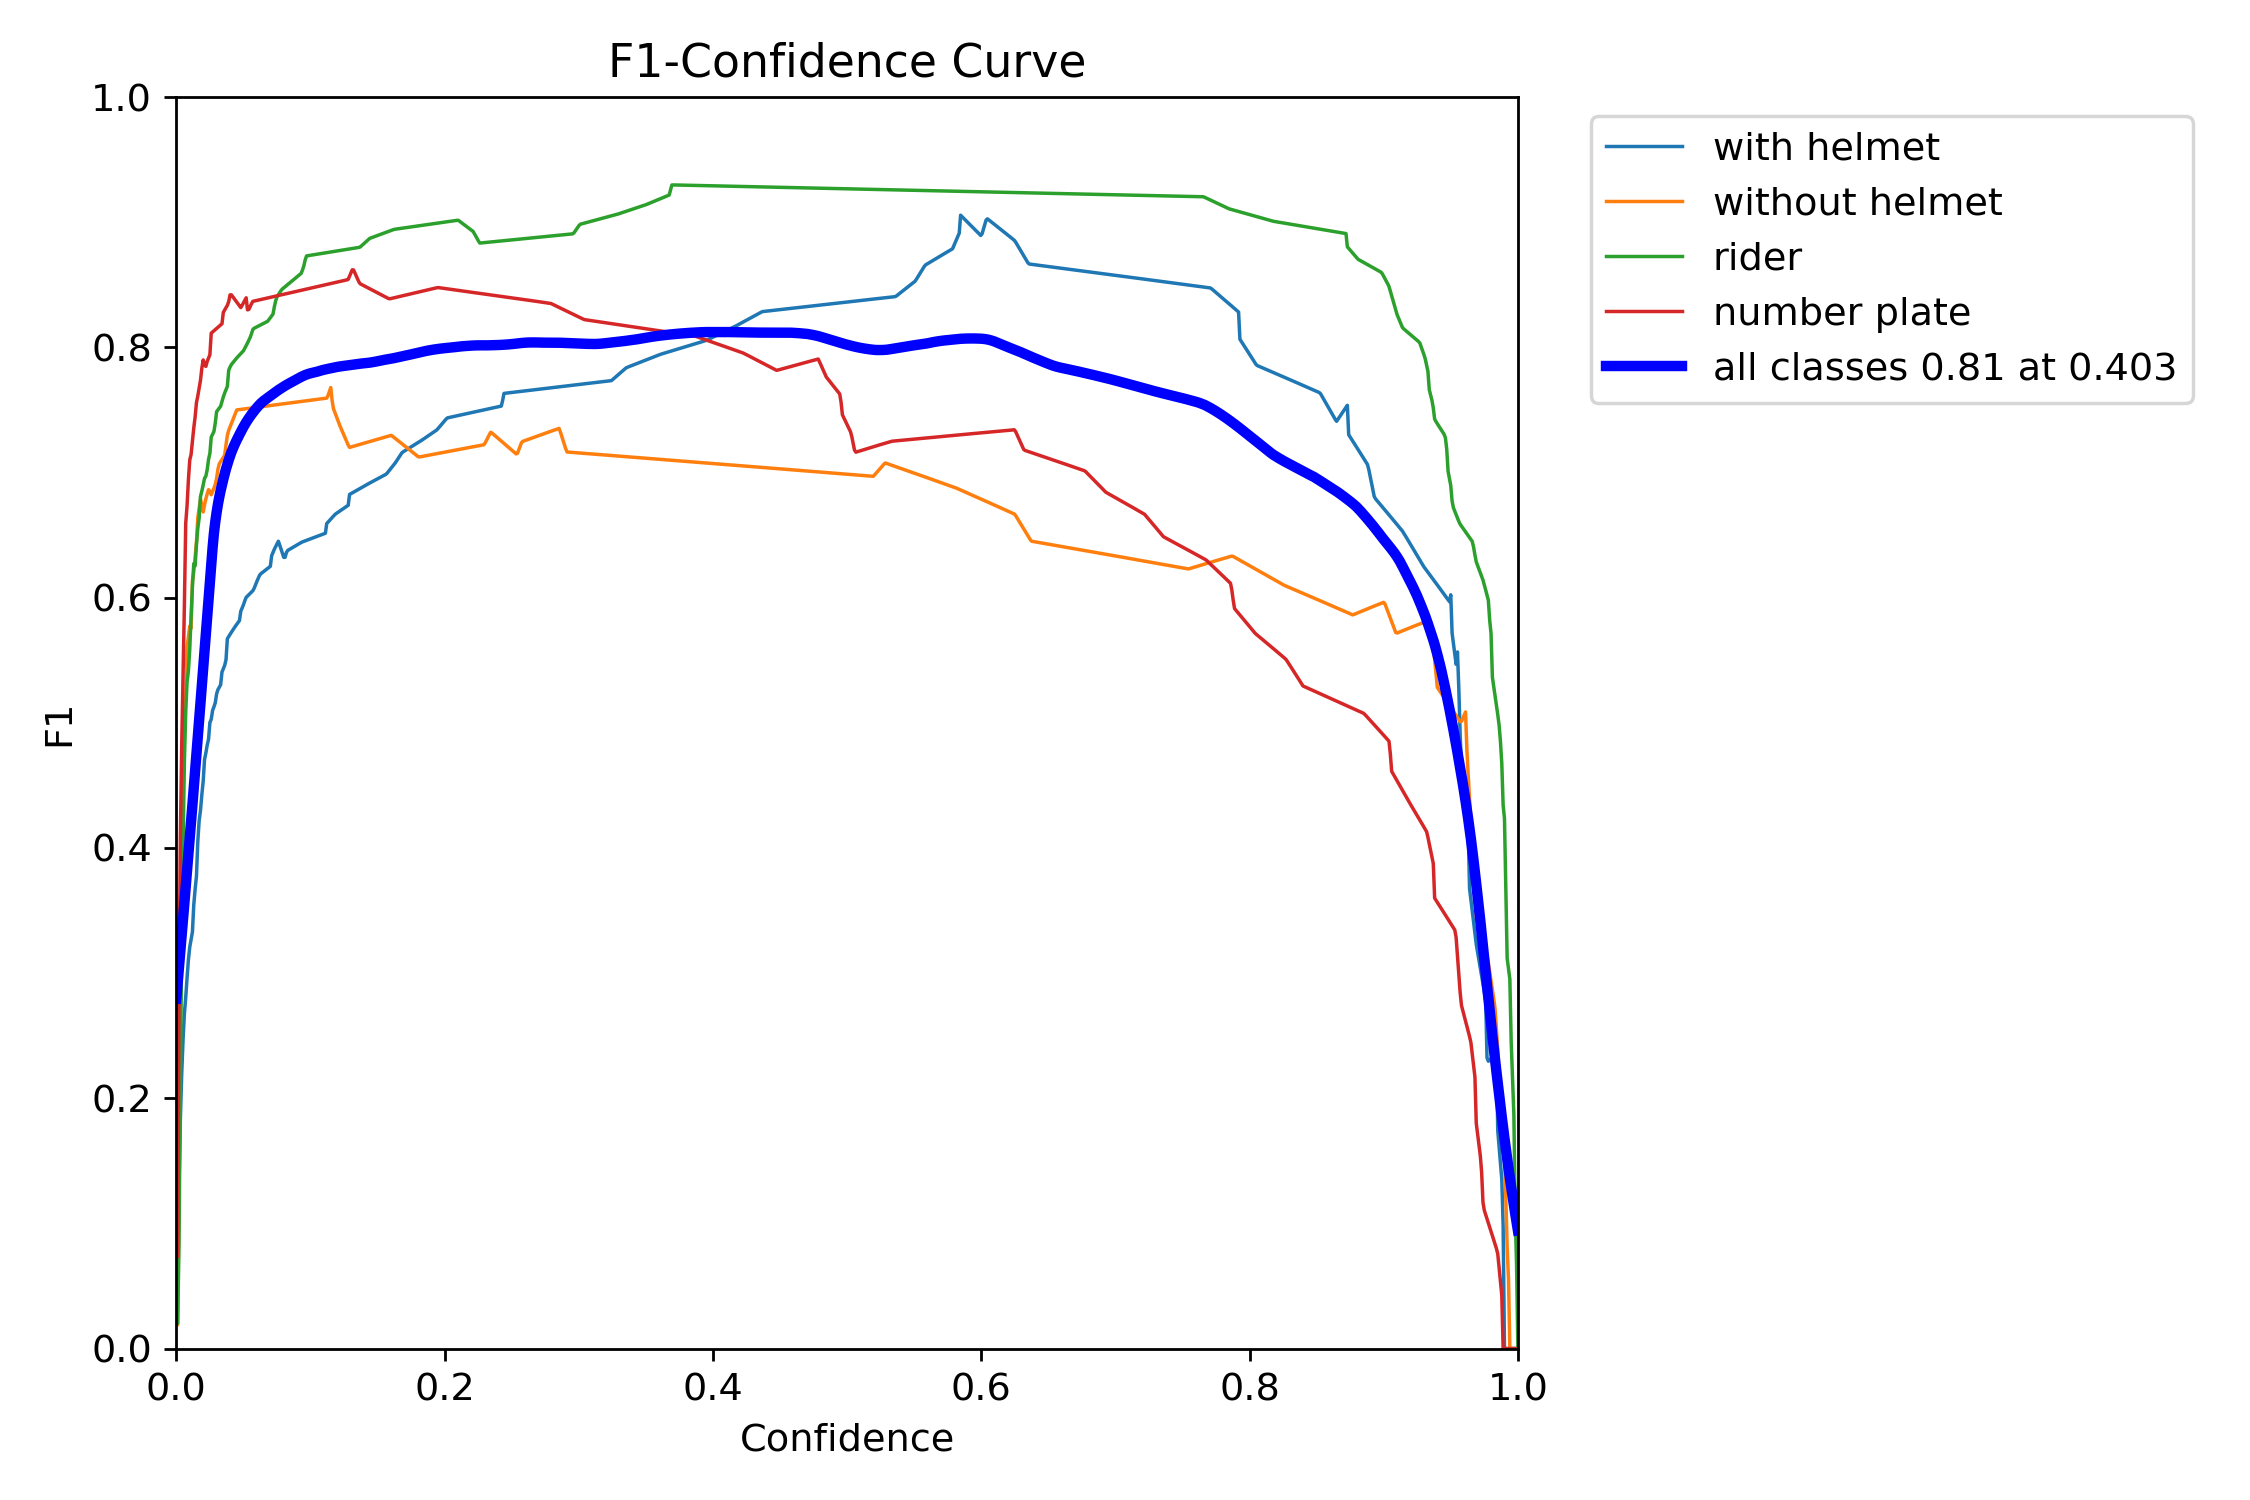 F1-Confidence Curve
1.0
0.8
0.6
0.4
0.2
0.0
F1
0.0 0.2 0.4 0.6 0.8 1.0
Confidence
with helmet
without helmet
rider
number plate
all classes 0.81 at 0.403